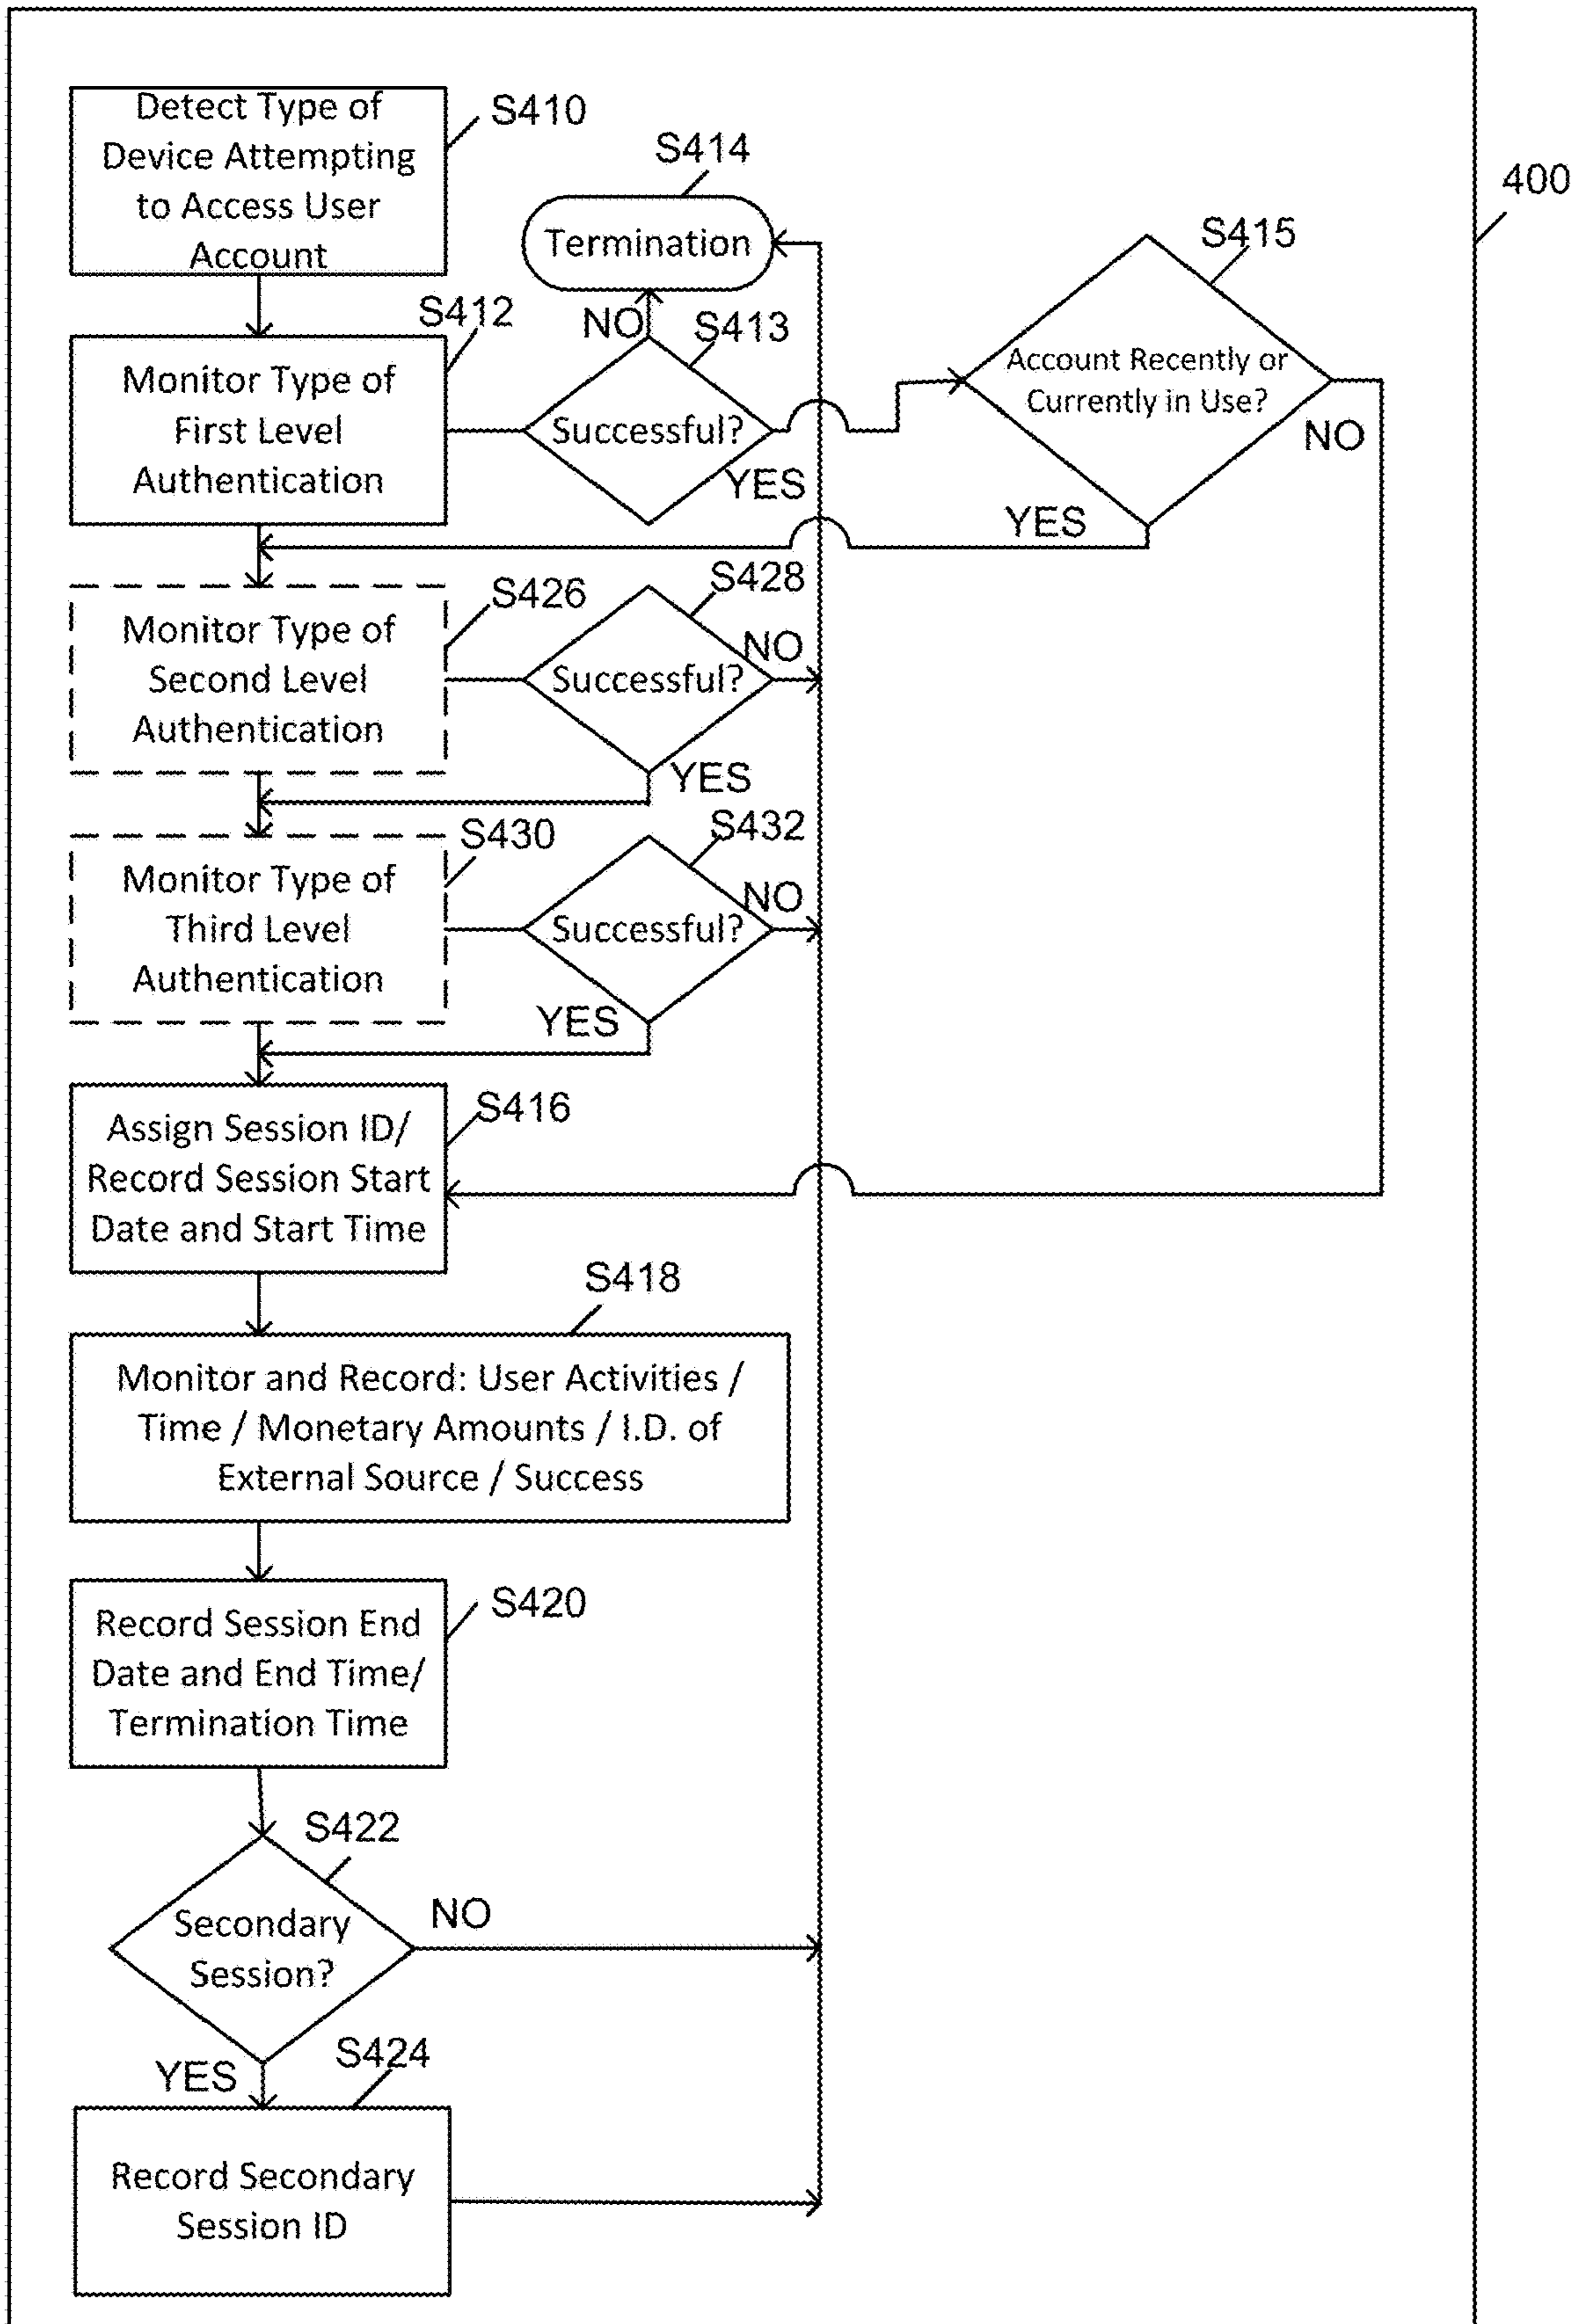 Detect Type of
Device Attempting
to Access User
Account
S410
S414
Termination
400
S415
Account Recently or
Currently in Use?
NO
YES
S412
Monitor Type of
First Level
Authentication
NO
S413
Successful?
YES
S426
Monitor Type of
Second Level
Authentication
S428
Successful?
NO
YES
S430
Monitor Type of
Third Level
Authentication
S432
Successful?
NO
YES
S416
Assign Session ID/
Record Session Start
Date and Start Time
S418
Monitor and Record: User Activities /
Time / Monetary Amounts / I.D. of
External Source / Success
S420
Record Session End
Date and End Time/
Termination Time
S422
Secondary
Session?
NO
YES
S424
Record Secondary
Session ID